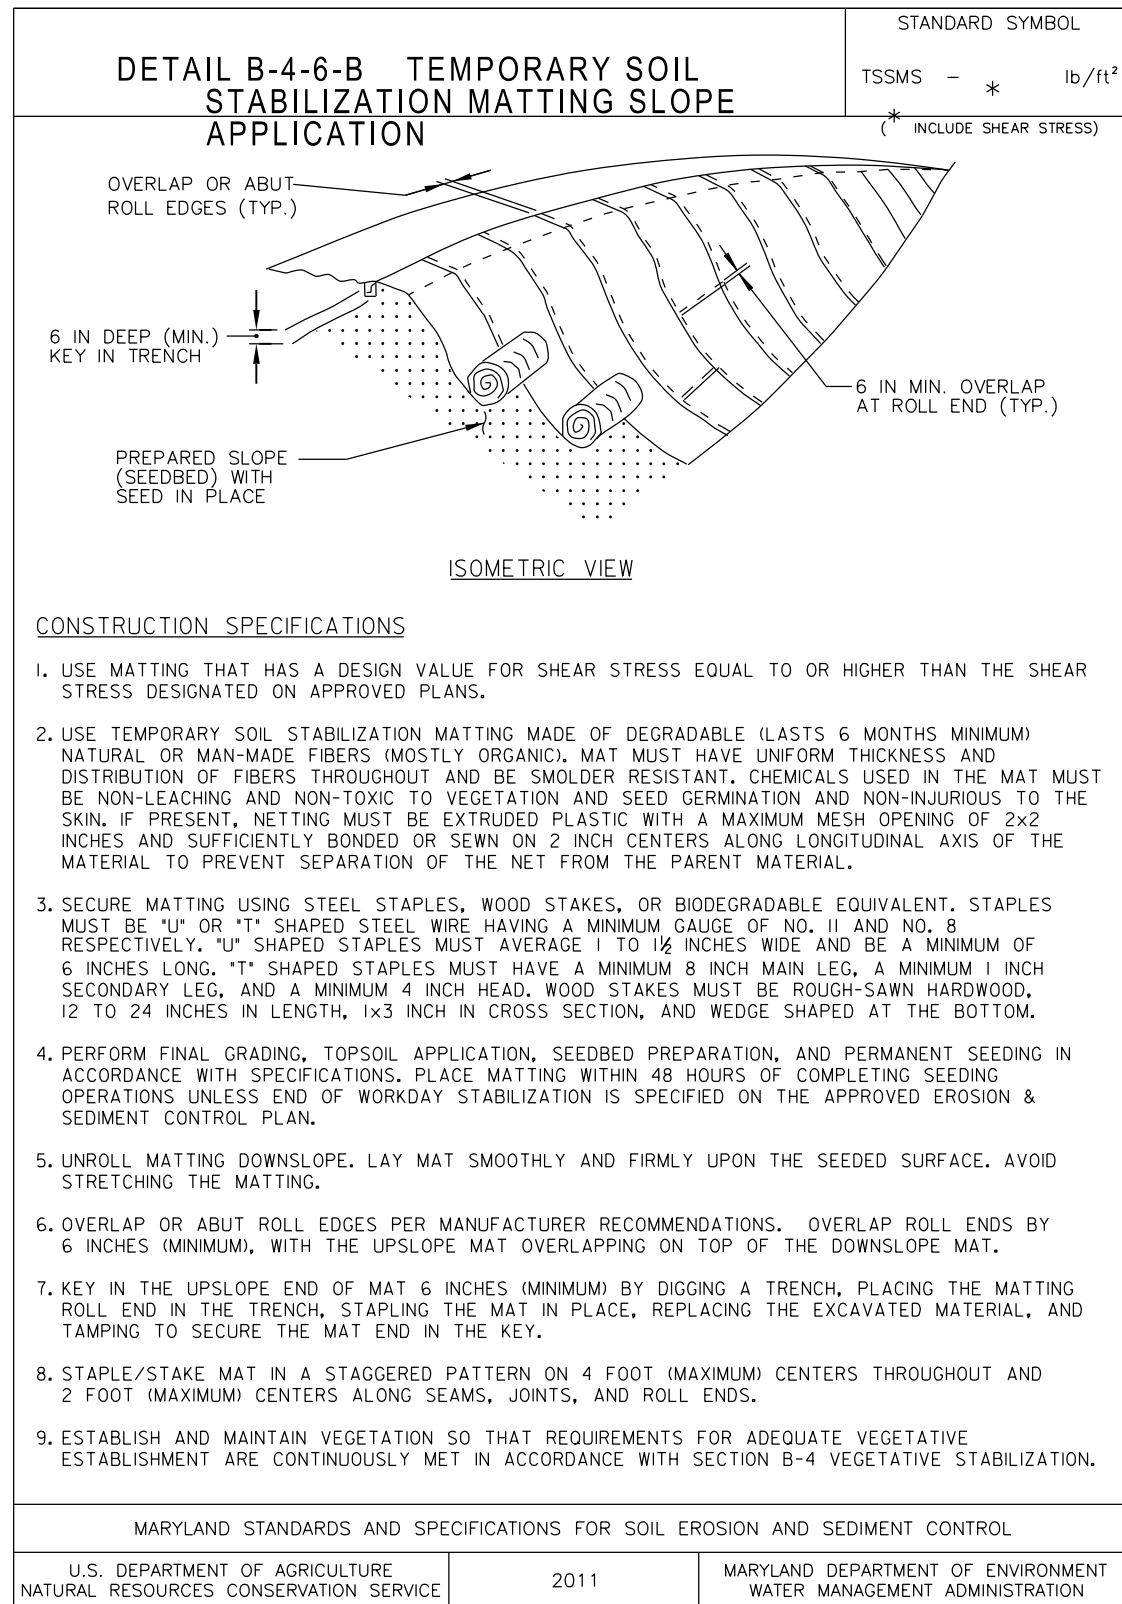 STANDARD SYMBOL
DETAIL B-4-6-B TEMPORARY SOIL
STABILIZATION MATTING SLOPE
APPLICATION
TSSMS - * lb/ft²
(* INCLUDE SHEAR STRESS)
OVERLAP OR ABUT
ROLL EDGES (TYP.)
6 IN DEEP (MIN.)
KEY IN TRENCH
6 IN MIN. OVERLAP
AT ROLL END (TYP.)
PREPARED SLOPE
(SEEDBED) WITH
SEED IN PLACE
ISOMETRIC VIEW
CONSTRUCTION SPECIFICATIONS
1. USE MATTING THAT HAS A DESIGN VALUE FOR SHEAR STRESS EQUAL TO OR HIGHER THAN THE SHEAR
STRESS DESIGNATED ON APPROVED PLANS.
2. USE TEMPORARY SOIL STABILIZATION MATTING MADE OF DEGRADABLE (LASTS 6 MONTHS MINIMUM)
NATURAL OR MAN-MADE FIBERS (MOSTLY ORGANIC). MAT MUST HAVE UNIFORM THICKNESS AND
DISTRIBUTION OF FIBERS THROUGHOUT AND BE SMOLDER RESISTANT. CHEMICALS USED IN THE MAT MUST
BE NON-LEACHING AND NON-TOXIC TO VEGETATION AND SEED GERMINATION AND NON-INJURIOUS TO THE
SKIN. IF PRESENT, NETTING MUST BE EXTRUDED PLASTIC WITH A MAXIMUM MESH OPENING OF 2x2
INCHES AND SUFFICIENTLY BONDED OR SEWN ON 2 INCH CENTERS ALONG LONGITUDINAL AXIS OF THE
MATERIAL TO PREVENT SEPARATION OF THE NET FROM THE PARENT MATERIAL.
3. SECURE MATTING USING STEEL STAPLES, WOOD STAKES, OR BIODEGRADABLE EQUIVALENT. STAPLES
MUST BE "U" OR "T" SHAPED STEEL WIRE HAVING A MINIMUM GAUGE OF NO. 11 AND NO. 8
RESPECTIVELY. "U" SHAPED STAPLES MUST AVERAGE 1 TO 1½ INCHES WIDE AND BE A MINIMUM OF
6 INCHES LONG. "T" SHAPED STAPLES MUST HAVE A MINIMUM 8 INCH MAIN LEG, A MINIMUM 1 INCH
SECONDARY LEG, AND A MINIMUM 4 INCH HEAD. WOOD STAKES MUST BE ROUGH-SAWN HARDWOOD,
12 TO 24 INCHES IN LENGTH, 1x3 INCH IN CROSS SECTION, AND WEDGE SHAPED AT THE BOTTOM.
4. PERFORM FINAL GRADING, TOPSOIL APPLICATION, SEEDBED PREPARATION, AND PERMANENT SEEDING IN
ACCORDANCE WITH SPECIFICATIONS. PLACE MATTING WITHIN 48 HOURS OF COMPLETING SEEDING
OPERATIONS UNLESS END OF WORKDAY STABILIZATION IS SPECIFIED ON THE APPROVED EROSION &
SEDIMENT CONTROL PLAN.
5. UNROLL MATTING DOWNSLOPE. LAY MAT SMOOTHLY AND FIRMLY UPON THE SEEDED SURFACE. AVOID
STRETCHING THE MATTING.
6. OVERLAP OR ABUT ROLL EDGES PER MANUFACTURER RECOMMENDATIONS. OVERLAP ROLL ENDS BY
6 INCHES (MINIMUM), WITH THE UPSLOPE MAT OVERLAPPING ON TOP OF THE DOWNSLOPE MAT.
7. KEY IN THE UPSLOPE END OF MAT 6 INCHES (MINIMUM) BY DIGGING A TRENCH, PLACING THE MATTING
ROLL END IN THE TRENCH, STAPLING THE MAT IN PLACE, REPLACING THE EXCAVATED MATERIAL, AND
TAMPING TO SECURE THE MAT END IN THE KEY.
8. STAPLE/STAKE MAT IN A STAGGERED PATTERN ON 4 FOOT (MAXIMUM) CENTERS THROUGHOUT AND
2 FOOT (MAXIMUM) CENTERS ALONG SEAMS, JOINTS, AND ROLL ENDS.
9. ESTABLISH AND MAINTAIN VEGETATION SO THAT REQUIREMENTS FOR ADEQUATE VEGETATIVE
ESTABLISHMENT ARE CONTINUOUSLY MET IN ACCORDANCE WITH SECTION B-4 VEGETATIVE STABILIZATION.
MARYLAND STANDARDS AND SPECIFICATIONS FOR SOIL EROSION AND SEDIMENT CONTROL
U.S. DEPARTMENT OF AGRICULTURE
NATURAL RESOURCES CONSERVATION SERVICE
2011
MARYLAND DEPARTMENT OF ENVIRONMENT
WATER MANAGEMENT ADMINISTRATION